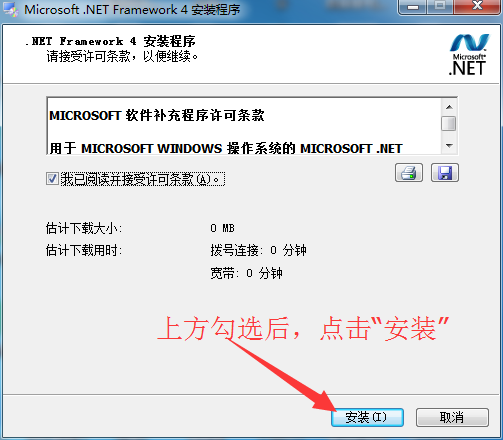 Microsoft .NET Framework 4 安装程序
.NET Framework 4 安装程序
请接受许可条款，以便继续。
Microsoft®
.NET
MICROSOFT 软件补充程序许可条款
用于 MICROSOFT WINDOWS 操作系统的 MICROSOFT .NET
我已阅读并接受许可条款(A)。
估计下载大小: 0 MB
估计下载用时: 拨号连接: 0 分钟
宽带: 0 分钟
上方勾选后，点击“安装”
安装(I)
取消